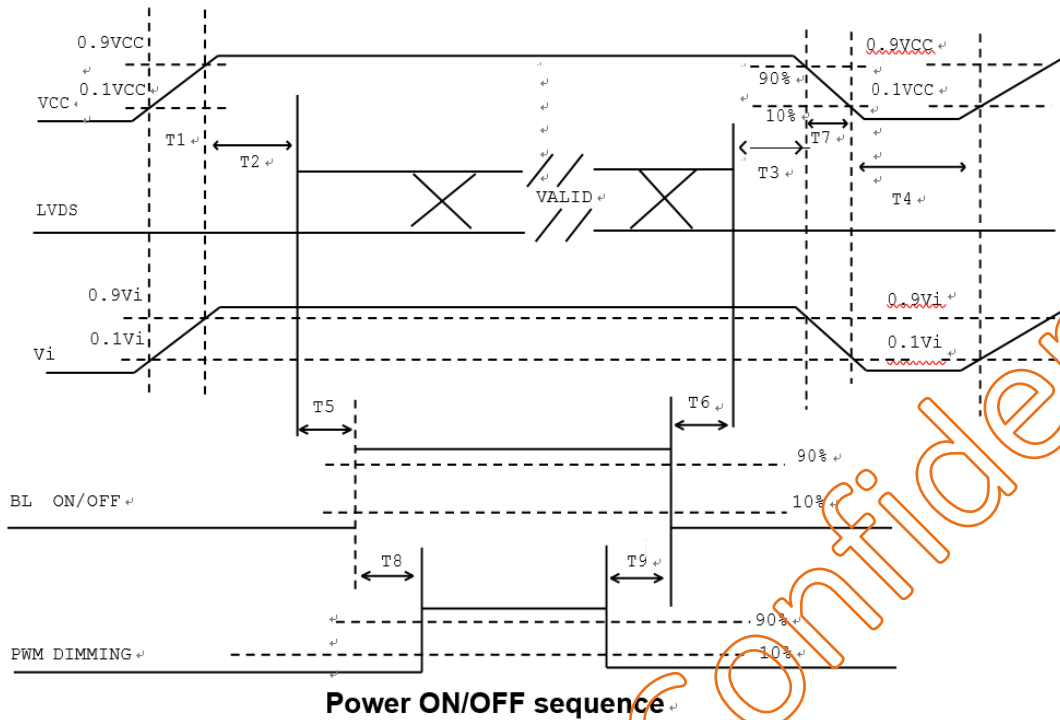 0.9VCC
0.9VCC
90%
0.1VCC
0.1VCC
VCC
10%
T1
T2
T3
T7
T4
VALID
LVDS
0.9Vi
0.9Vi
0.1Vi
0.1Vi
Vi
T5
T6
90%
BL ON/OFF
10%
T8
T9
90%
PWM DIMMING
10%
Power ON/OFF sequence
Confiden